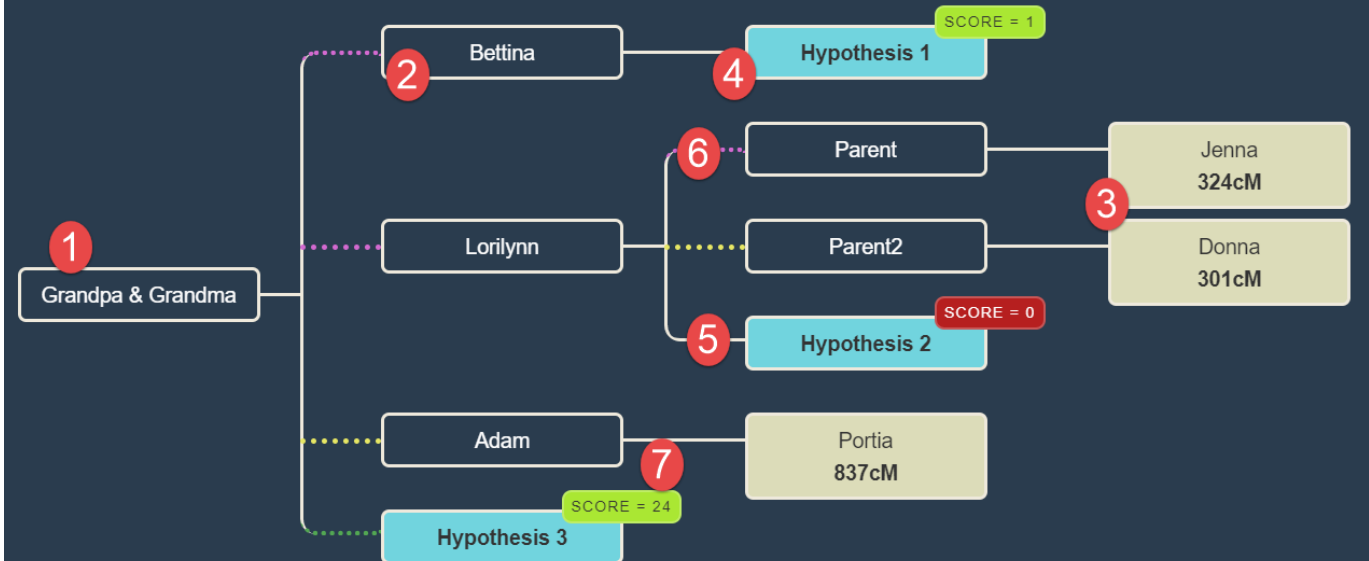 SCORE = 1
Bettina
Hypothesis 1
2
4
6
Parent
Jenna
324cM
3
1
Lorilynn
Parent2
Donna
301cM
Grandpa & Grandma
SCORE = 0
5
Hypothesis 2
Adam
Portia
837cM
7
SCORE = 24
Hypothesis 3